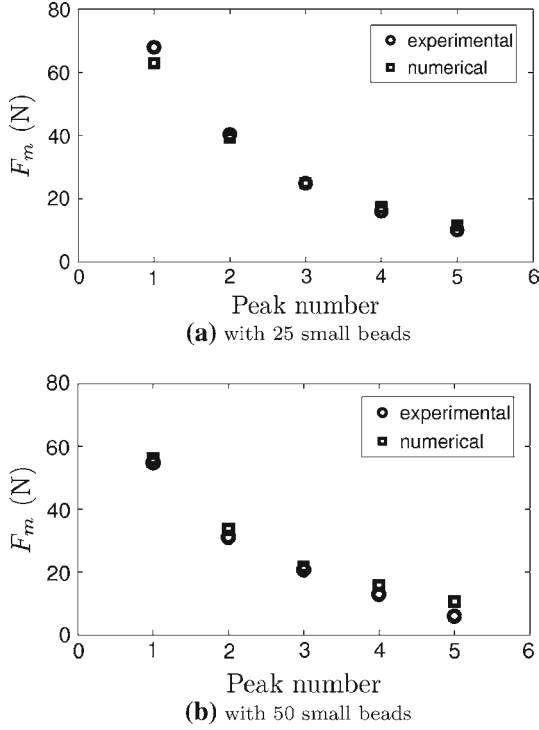 80
60
40
20
0
F_m (N)
experimental
numerical
0 1 2 3 4 5 6
Peak number
(a) with 25 small beads
80
60
40
20
0
F_m (N)
experimental
numerical
0 1 2 3 4 5 6
Peak number
(b) with 50 small beads